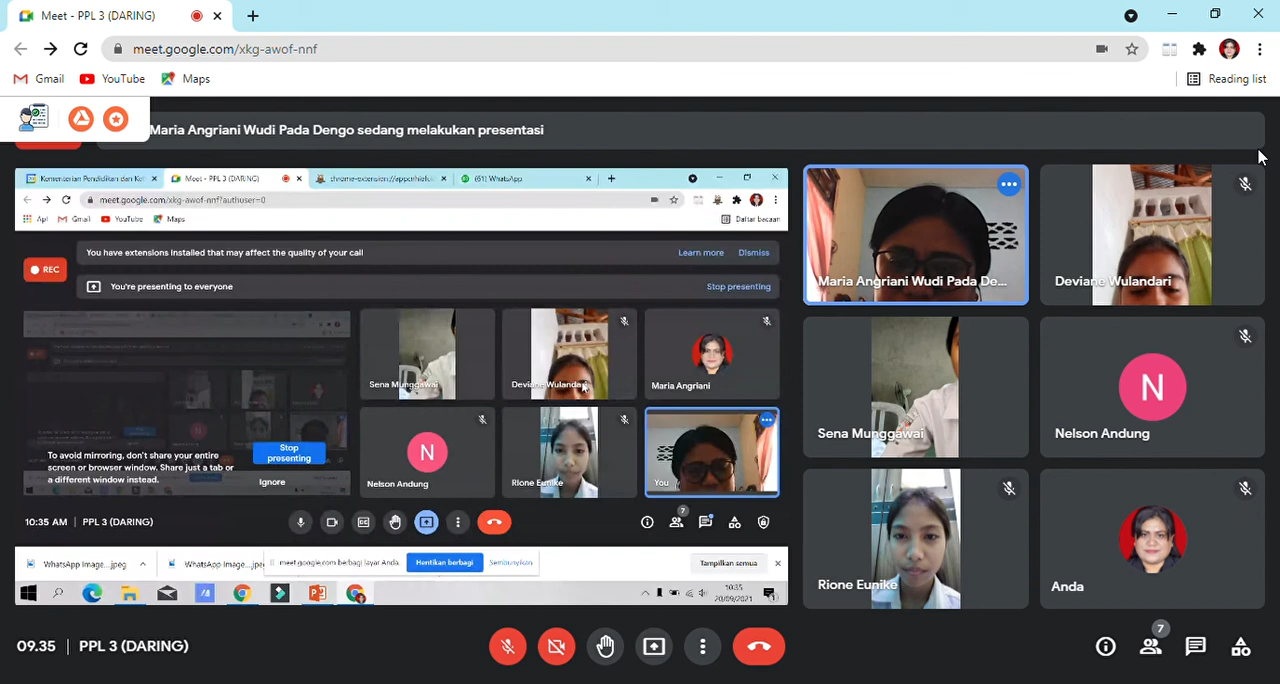 Meet - PPL 3 (DARING)
meet.google.com/xkg-awof-nnf
Gmail YouTube Maps Reading list
Maria Angriani Wudi Pada Dengo sedang melakukan presentasi
Meet - PPL 3 (DARING) (61) WhatsApp
meet.google.com/xkg-awof-nnf?authuser=0
Gmail YouTube Maps Daftar bacaan
You have extensions installed that may affect the quality of your call Learn more Dismiss
REC
You're presenting to everyone Stop presenting
Sena Munggawai
Deviane Wulandari
Maria Angriani
To avoid mirroring, don't share your entire
screen or browser window. Share just a tab or
a different window instead.
Stop
presenting
Ignore
N
Nelson Andung
Rione Eunike
You
10:35 AM | PPL 3 (DARING)
7
WhatsApp Image....jpeg
WhatsApp Image....jpeg
meet.google.com berbagi layar Anda Hentikan berbagi Sembunyikan
Tampilkan semua
10:35
20/09/2021
Maria Angriani Wudi Pada De...
Deviane Wulandari
Sena Munggawai
N
Nelson Andung
Rione Eunike
Anda
09.35 | PPL 3 (DARING)
7